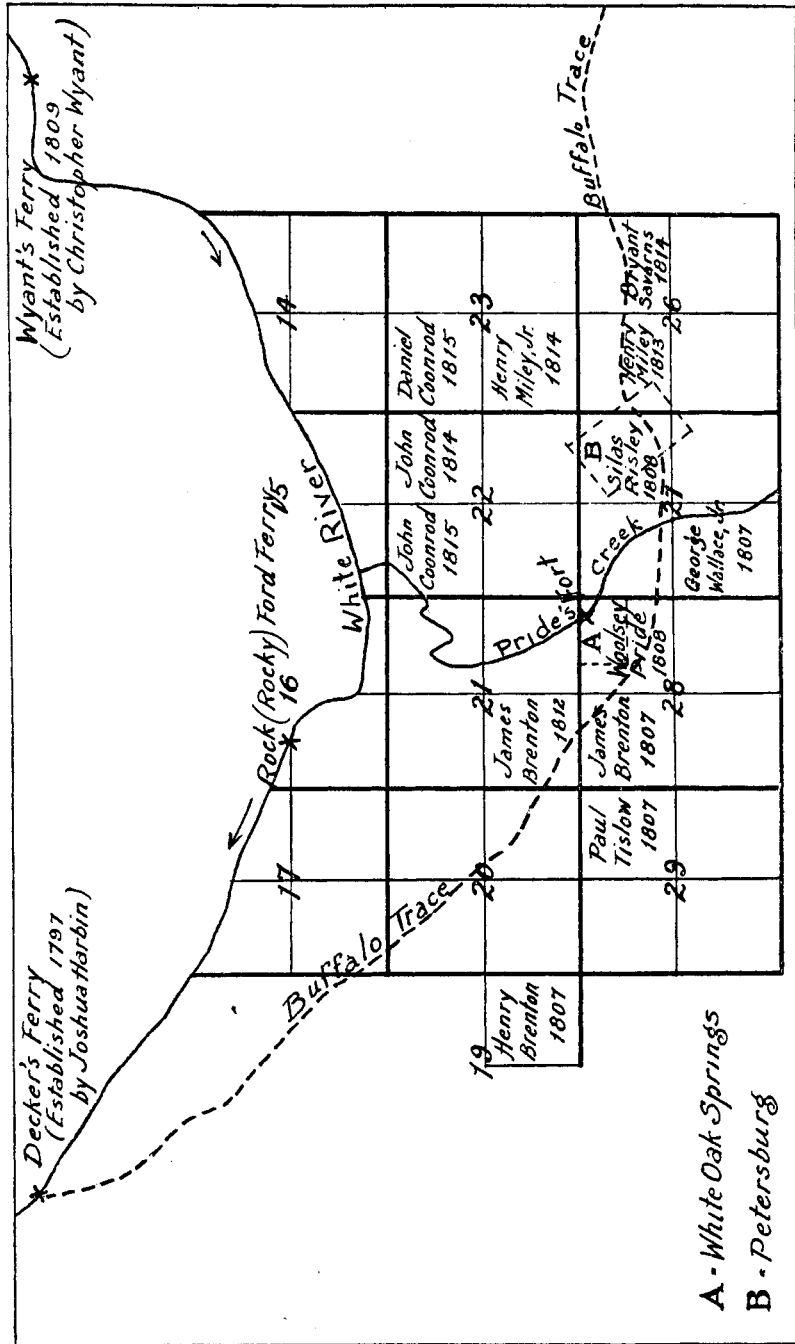 Wyant's Ferry
(Established 1809
by Christopher Wyant)
Decker's Ferry
(Established 1797
by Joshua Harbin)
Rock (Rocky) Ford Ferry
White River
17
16
15
14
19
20
21
22
23
29
28
27
26
Buffalo Trace
Buffalo Trace
Henry
Brenton
1807
James
Brenton
1812
John
Coonrod
1815
John
Coonrod
1814
Daniel
Coonrod
1815
Henry
Miley, Jr.
1814
Paul
Tislow
1807
James
Brenton
1807
A
Woolsey
Pride
1808
Pride's
Creek
Fort
George
Wallace, Jr.
1807
B
Silas
Risley
1808
Henry
Miley
1813
Bryant
Savarns
1814
A - White Oak Springs
B - Petersburg